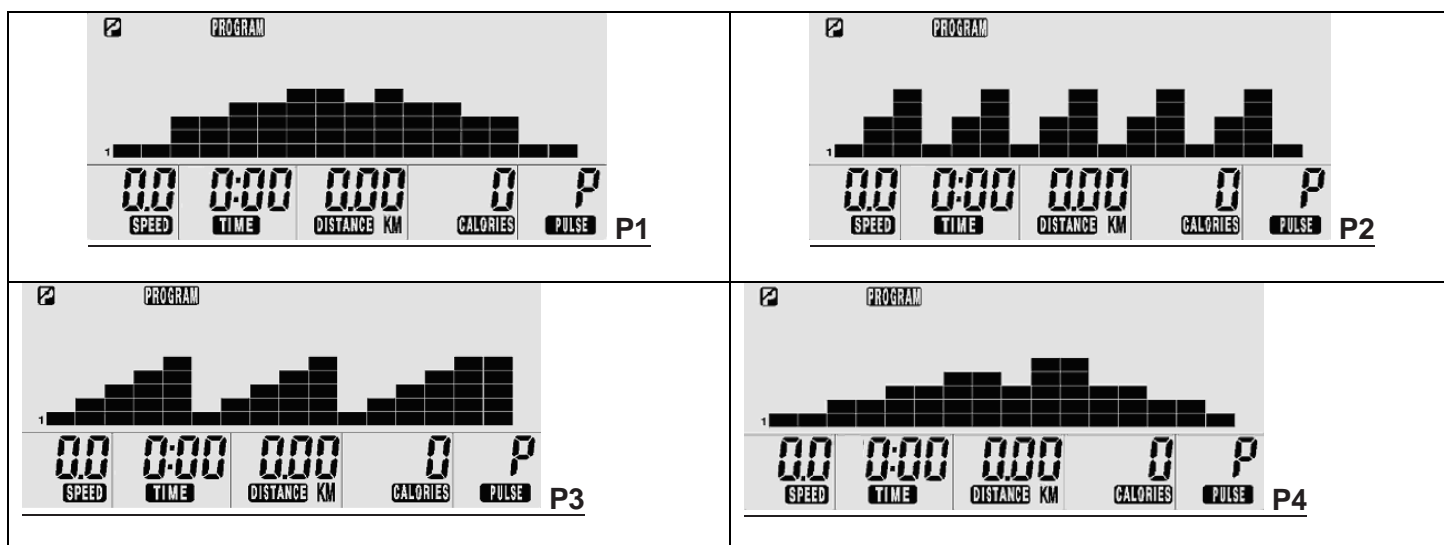 PROGRAM
1
0.0 0:00 0.00 0 P
SPEED TIME DISTANCE KM CALORIES PULSE P1
PROGRAM
1
0.0 0:00 0.00 0 P
SPEED TIME DISTANCE KM CALORIES PULSE P2
PROGRAM
1
0.0 0:00 0.00 0 P
SPEED TIME DISTANCE KM CALORIES PULSE P3
PROGRAM
1
0.0 0:00 0.00 0 P
SPEED TIME DISTANCE KM CALORIES PULSE P4